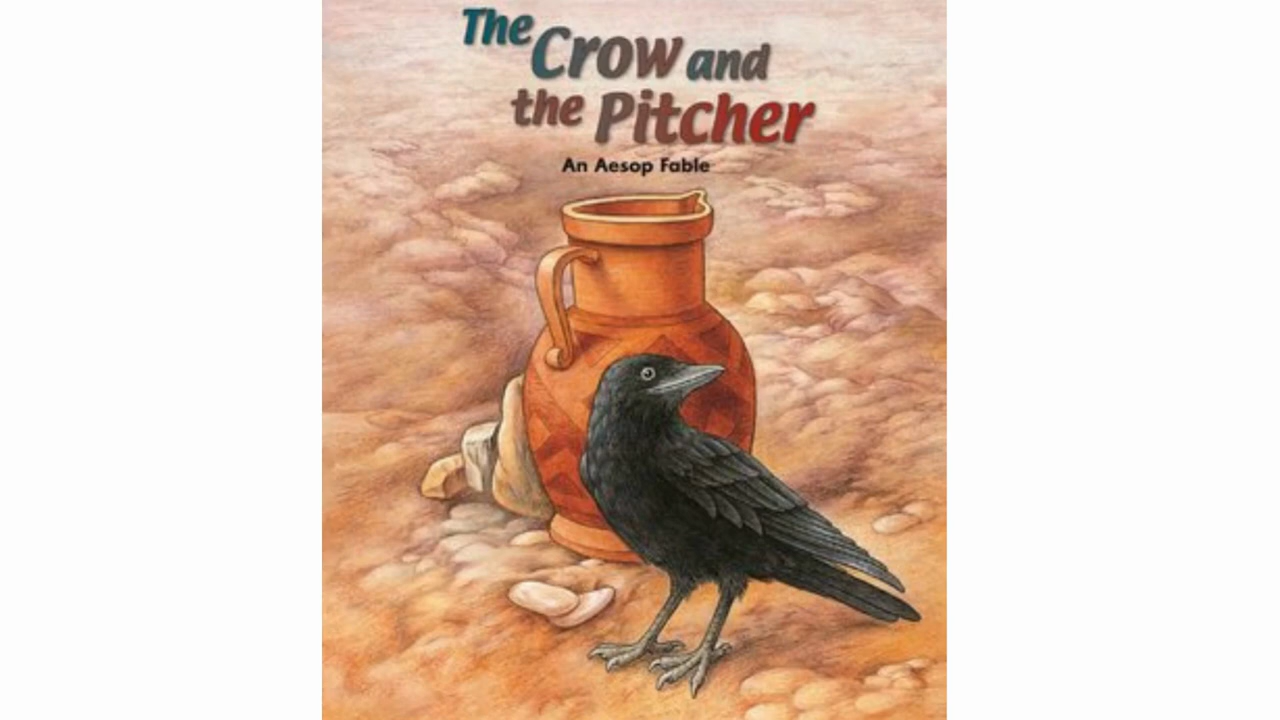 The Crow and
the Pitcher
An Aesop Fable